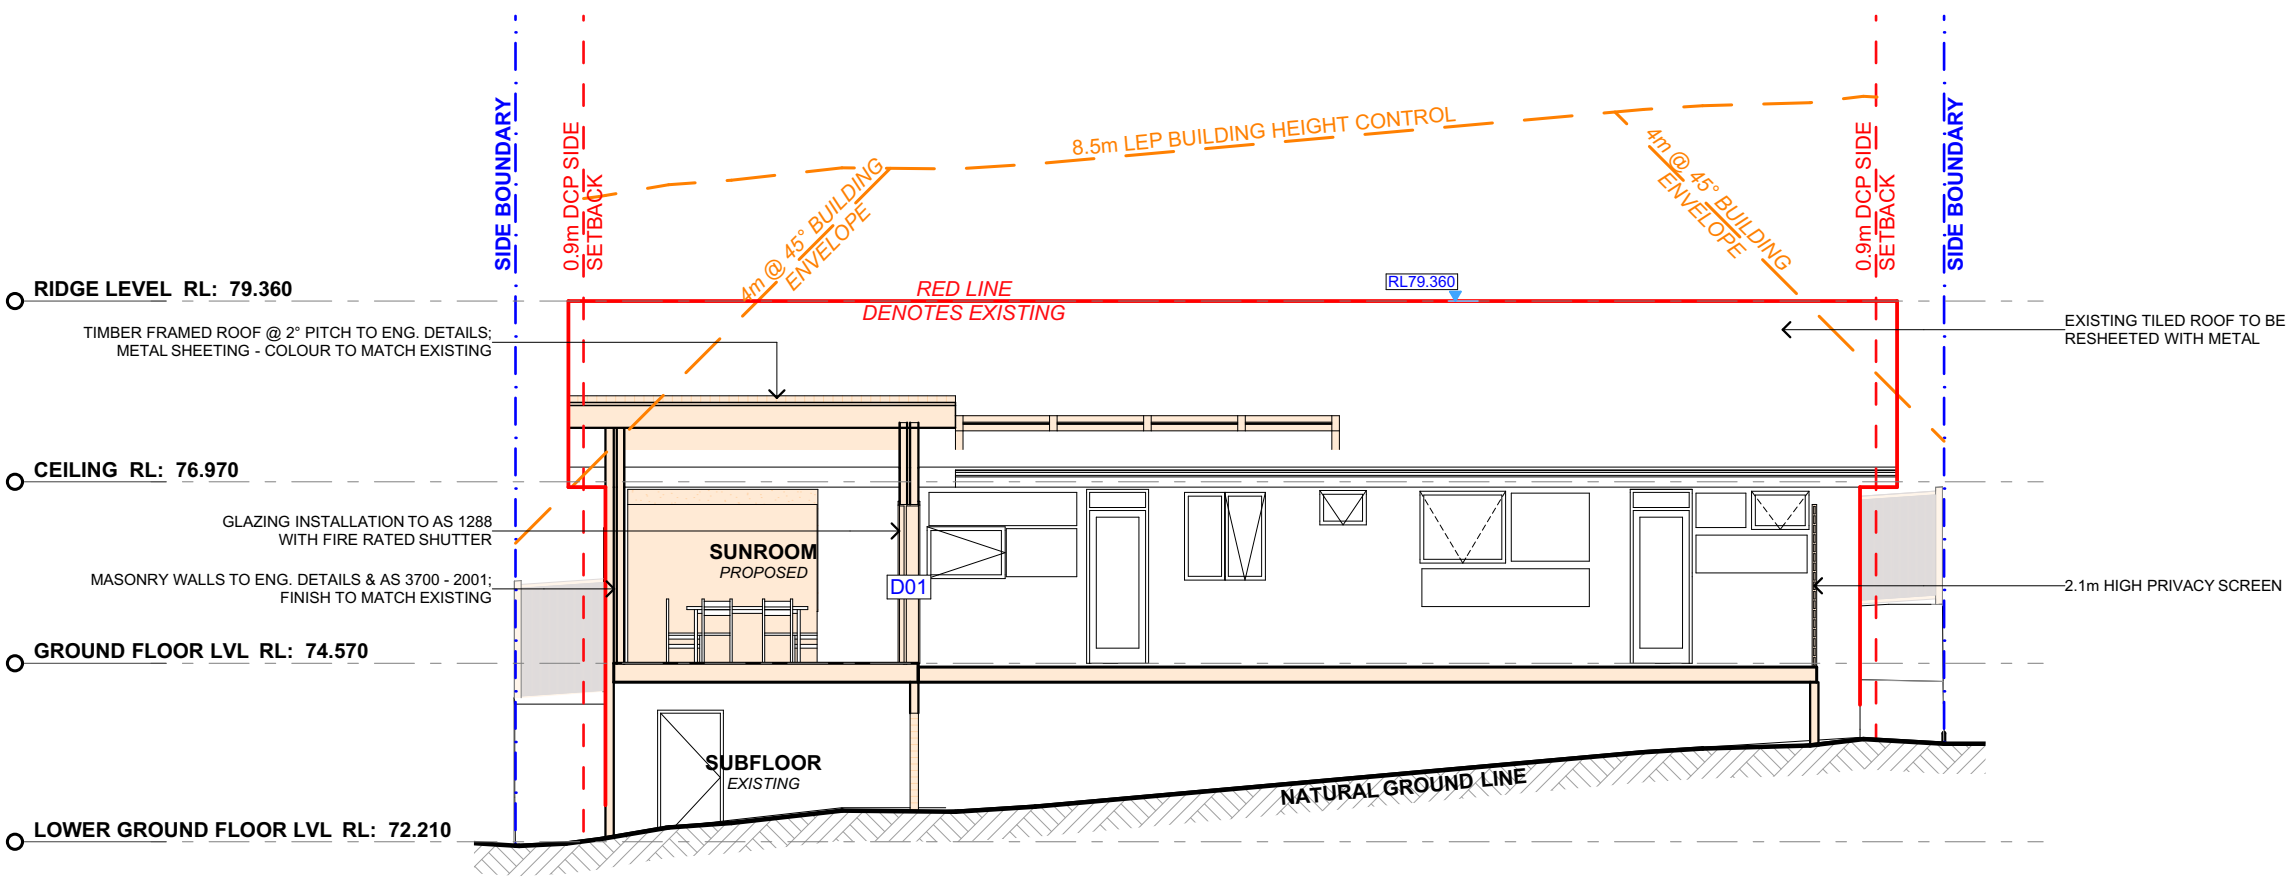 SIDE BOUNDARY
0.9m DCP SIDE
SETBACK
4m @ 45° BUILDING
ENVELOPE
8.5m LEP BUILDING HEIGHT CONTROL
4m @ 45° BUILDING
ENVELOPE
0.9m DCP SIDE
SETBACK
SIDE BOUNDARY
RIDGE LEVEL RL: 79.360
RED LINE
DENOTES EXISTING
RL79.360
TIMBER FRAMED ROOF @ 2° PITCH TO ENG. DETAILS;
METAL SHEETING - COLOUR TO MATCH EXISTING
EXISTING TILED ROOF TO BE
RESHEETED WITH METAL
CEILING RL: 76.970
GLAZING INSTALLATION TO AS 1288
WITH FIRE RATED SHUTTER
SUNROOM
PROPOSED
D01
MASONRY WALLS TO ENG. DETAILS & AS 3700 - 2001;
FINISH TO MATCH EXISTING
2.1m HIGH PRIVACY SCREEN
GROUND FLOOR LVL RL: 74.570
SUBFLOOR
EXISTING
NATURAL GROUND LINE
LOWER GROUND FLOOR LVL RL: 72.210